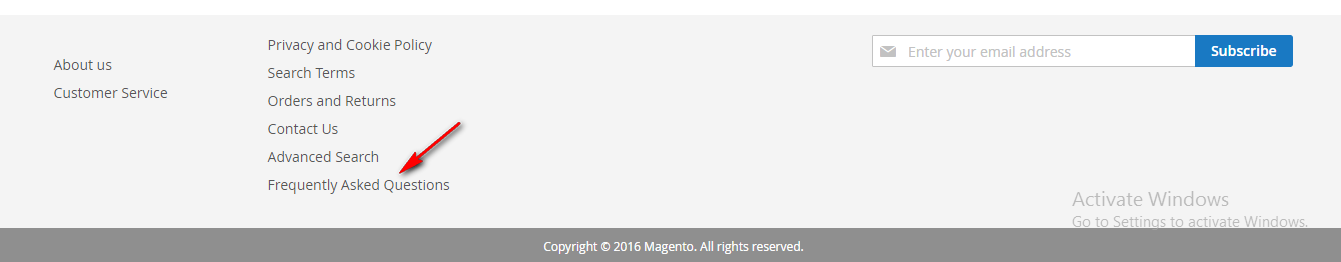 About us
Customer Service
Privacy and Cookie Policy
Search Terms
Orders and Returns
Contact Us
Advanced Search
Frequently Asked Questions
Enter your email address
Subscribe
Activate Windows
Go to Settings to activate Windows.
Copyright © 2016 Magento. All rights reserved.